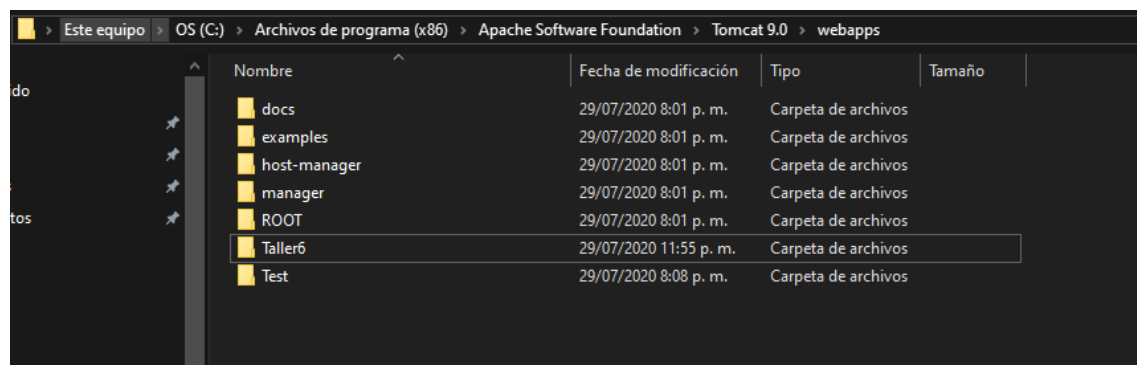 Este equipo > OS (C:) > Archivos de programa (x86) > Apache Software Foundation > Tomcat 9.0 > webapps
Nombre Fecha de modificación Tipo Tamaño
do
docs 29/07/2020 8:01 p. m. Carpeta de archivos
examples 29/07/2020 8:01 p. m. Carpeta de archivos
host-manager 29/07/2020 8:01 p. m. Carpeta de archivos
manager 29/07/2020 8:01 p. m. Carpeta de archivos
tos
ROOT 29/07/2020 8:01 p. m. Carpeta de archivos
Taller6 29/07/2020 11:55 p. m. Carpeta de archivos
Test 29/07/2020 8:08 p. m. Carpeta de archivos